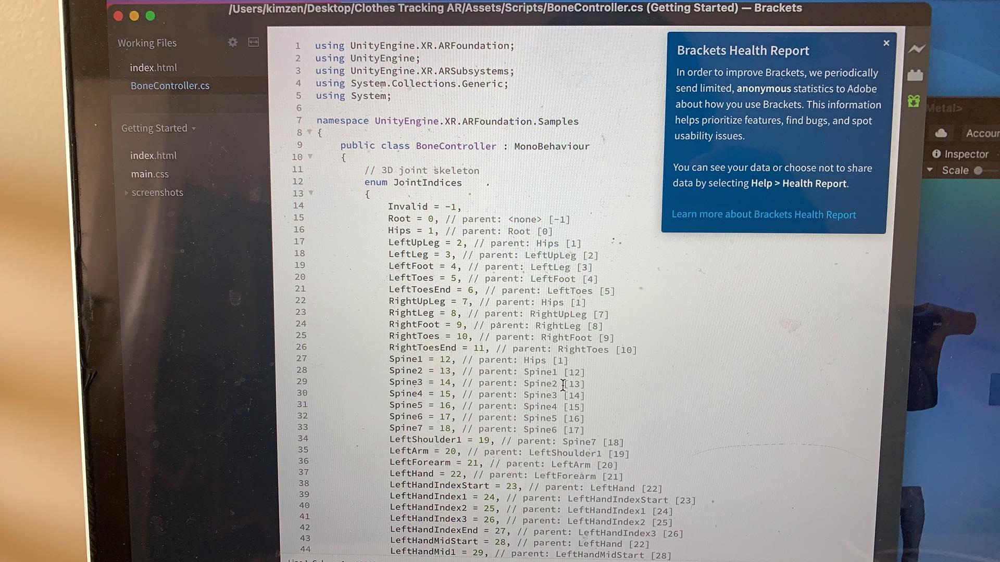 /Users/kimzen/Desktop/Clothes Tracking AR/Assets/Scripts/BoneController.cs (Getting Started) — Brackets
Working Files
index.html
BoneController.cs
Getting Started
index.html
main.css
screenshots
1 using UnityEngine.XR.ARFoundation;
2 using UnityEngine;
3 using UnityEngine.XR.ARSubsystems;
4 using System.Collections.Generic;
5 using System;
6
7 namespace UnityEngine.XR.ARFoundation.Samples
8 {
9 public class BoneController : MonoBehaviour
10 {
11 // 3D joint skeleton
12 enum JointIndices
13 {
14 Invalid = -1,
15 Root = 0, // parent: <none> [-1]
16 Hips = 1, // parent: Root [0]
17 LeftUpLeg = 2, // parent: Hips [1]
18 LeftLeg = 3, // parent: LeftUpLeg [2]
19 LeftFoot = 4, // parent: LeftLeg [3]
20 LeftToes = 5, // parent: LeftFoot [4]
21 LeftToesEnd = 6, // parent: LeftToes [5]
22 RightUpLeg = 7, // parent: Hips [1]
23 RightLeg = 8, // parent: RightUpLeg [7]
24 RightFoot = 9, // parent: RightLeg [8]
25 RightToes = 10, // parent: RightFoot [9]
26 RightToesEnd = 11, // parent: RightToes [10]
27 Spine1 = 12, // parent: Hips [1]
28 Spine2 = 13, // parent: Spine1 [12]
29 Spine3 = 14, // parent: Spine2 [13]
30 Spine4 = 15, // parent: Spine3 [14]
31 Spine5 = 16, // parent: Spine4 [15]
32 Spine6 = 17, // parent: Spine5 [16]
33 Spine7 = 18, // parent: Spine6 [17]
34 LeftShoulder1 = 19, // parent: Spine7 [18]
35 LeftArm = 20, // parent: LeftShoulder1 [19]
36 LeftForearm = 21, // parent: LeftArm [20]
37 LeftHand = 22, // parent: LeftForearm [21]
38 LeftHandIndexStart = 23, // parent: LeftHand [22]
39 LeftHandIndex1 = 24, // parent: LeftHandIndexStart [23]
40 LeftHandIndex2 = 25, // parent: LeftHandIndex1 [24]
41 LeftHandIndex3 = 26, // parent: LeftHandIndex2 [25]
42 LeftHandIndexEnd = 27, // parent: LeftHandIndex3 [26]
43 LeftHandMidStart = 28, // parent: LeftHand [22]
44 LeftHandMid1 = 29, // parent: LeftHandMidStart [28]
Brackets Health Report
×
In order to improve Brackets, we periodically
send limited, anonymous statistics to Adobe
about how you use Brackets. This information
helps prioritize features, find bugs, and spot
usability issues.
You can see your data or choose not to share
data by selecting Help > Health Report.
Learn more about Brackets Health Report
Metal>
Accoun
Inspector
Scale